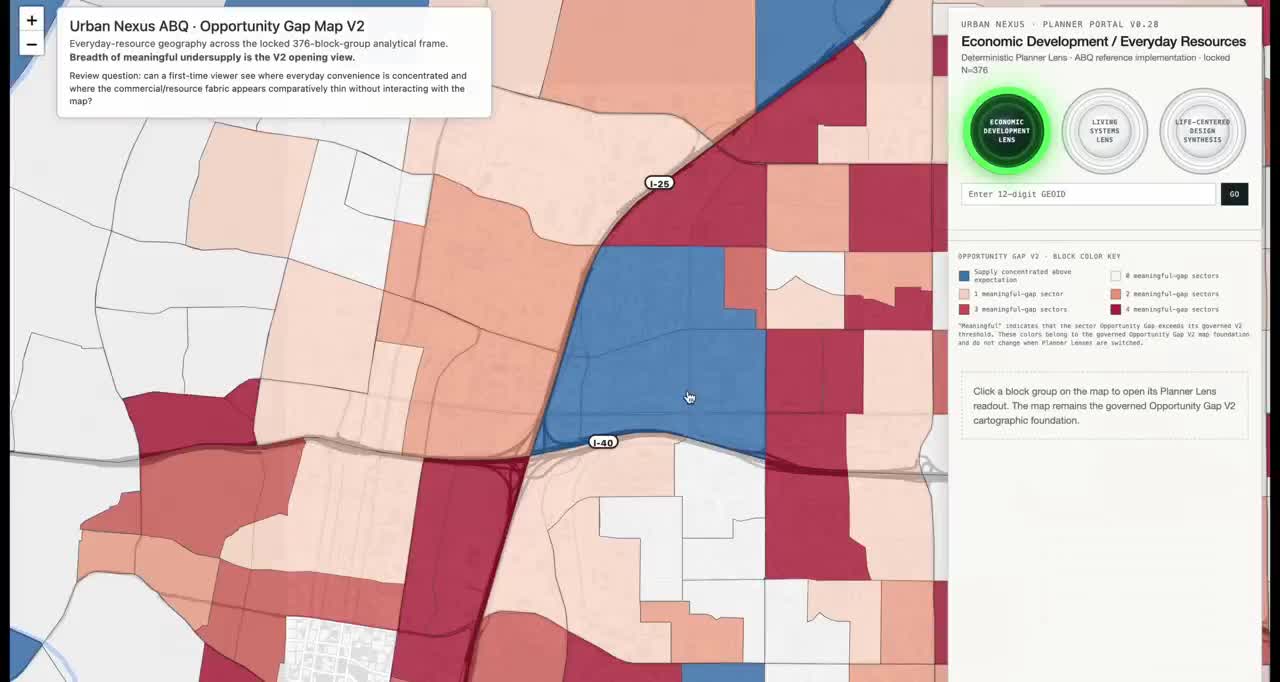 +
−
Urban Nexus ABQ · Opportunity Gap Map V2
Everyday-resource geography across the locked 376-block-group analytical frame.
Breadth of meaningful undersupply is the V2 opening view.
Review question: can a first-time viewer see where everyday convenience is concentrated and
where the commercial/resource fabric appears comparatively thin without interacting with the
map?
I-25
I-40
URBAN NEXUS · PLANNER PORTAL V0.28
Economic Development / Everyday Resources
Deterministic Planner Lens · ABQ reference implementation · locked
N=376
ECONOMIC
DEVELOPMENT
LENS
LIVING
SYSTEMS
LENS
LIFE-CENTERED
DESIGN
SYNTHESIS
Enter 12-digit GEOID
GO
OPPORTUNITY GAP V2 · BLOCK COLOR KEY
Supply concentrated above
expectation
0 meaningful-gap sectors
1 meaningful-gap sector
2 meaningful-gap sectors
3 meaningful-gap sectors
4 meaningful-gap sectors
"Meaningful" indicates that the sector Opportunity Gap exceeds its governed V2
threshold. These colors belong to the governed Opportunity Gap V2 map foundation
and do not change when Planner Lenses are switched.
Click a block group on the map to open its Planner Lens
readout. The map remains the governed Opportunity Gap V2
cartographic foundation.